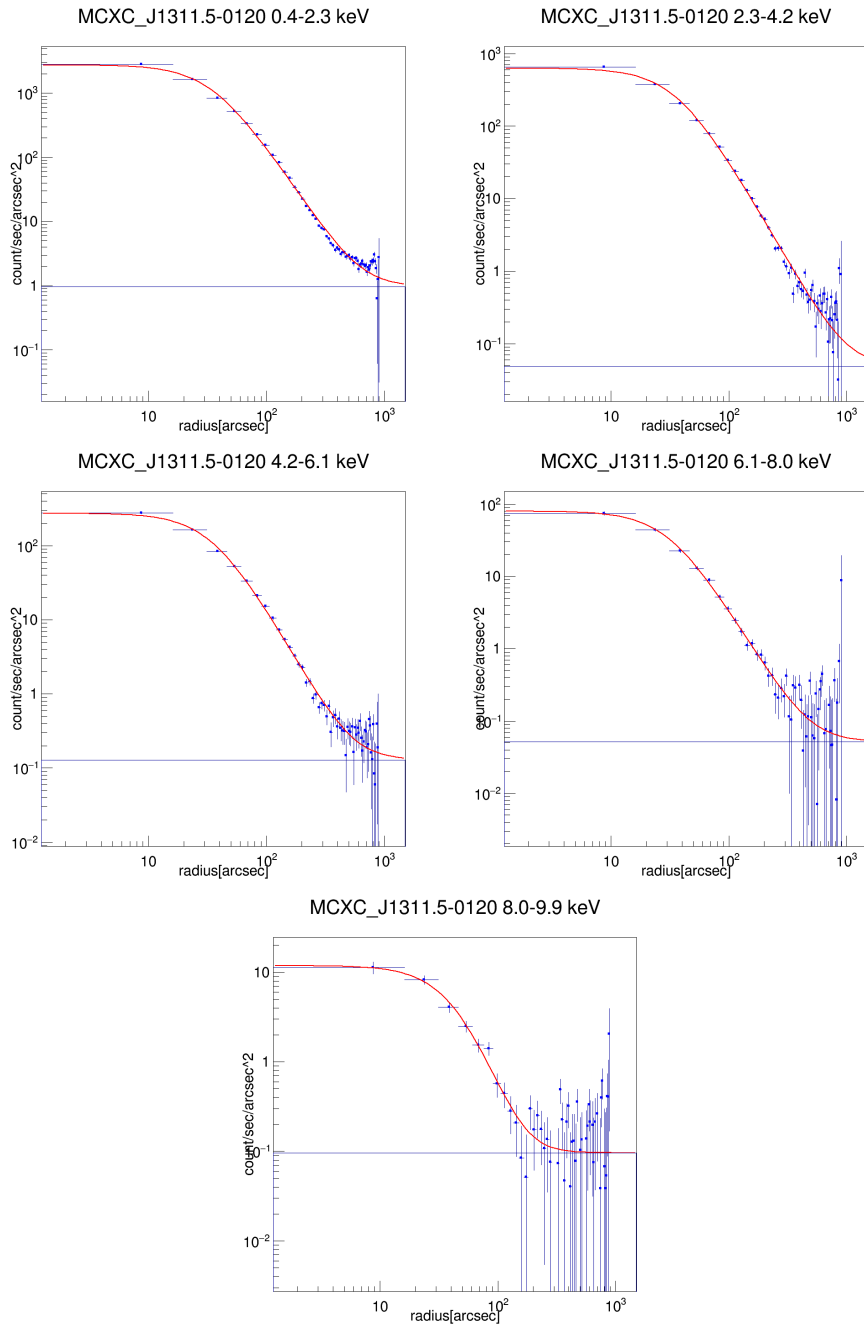 MCXC_J1311.5-0120 0.4-2.3 keV
count/sec/arcsec^2
10³
10²
10
1
10⁻¹
10
10²
10³
radius[arcsec]
MCXC_J1311.5-0120 2.3-4.2 keV
count/sec/arcsec^2
10³
10²
10
1
10⁻¹
10
10²
10³
radius[arcsec]
MCXC_J1311.5-0120 4.2-6.1 keV
count/sec/arcsec^2
10²
10
1
10⁻¹
10⁻²
10
10²
10³
radius[arcsec]
MCXC_J1311.5-0120 6.1-8.0 keV
count/sec/arcsec^2
10²
10
1
10⁻¹
10⁻²
10
10²
10³
radius[arcsec]
MCXC_J1311.5-0120 8.0-9.9 keV
count/sec/arcsec^2
10
1
10⁻¹
10⁻²
10
10²
10³
radius[arcsec]